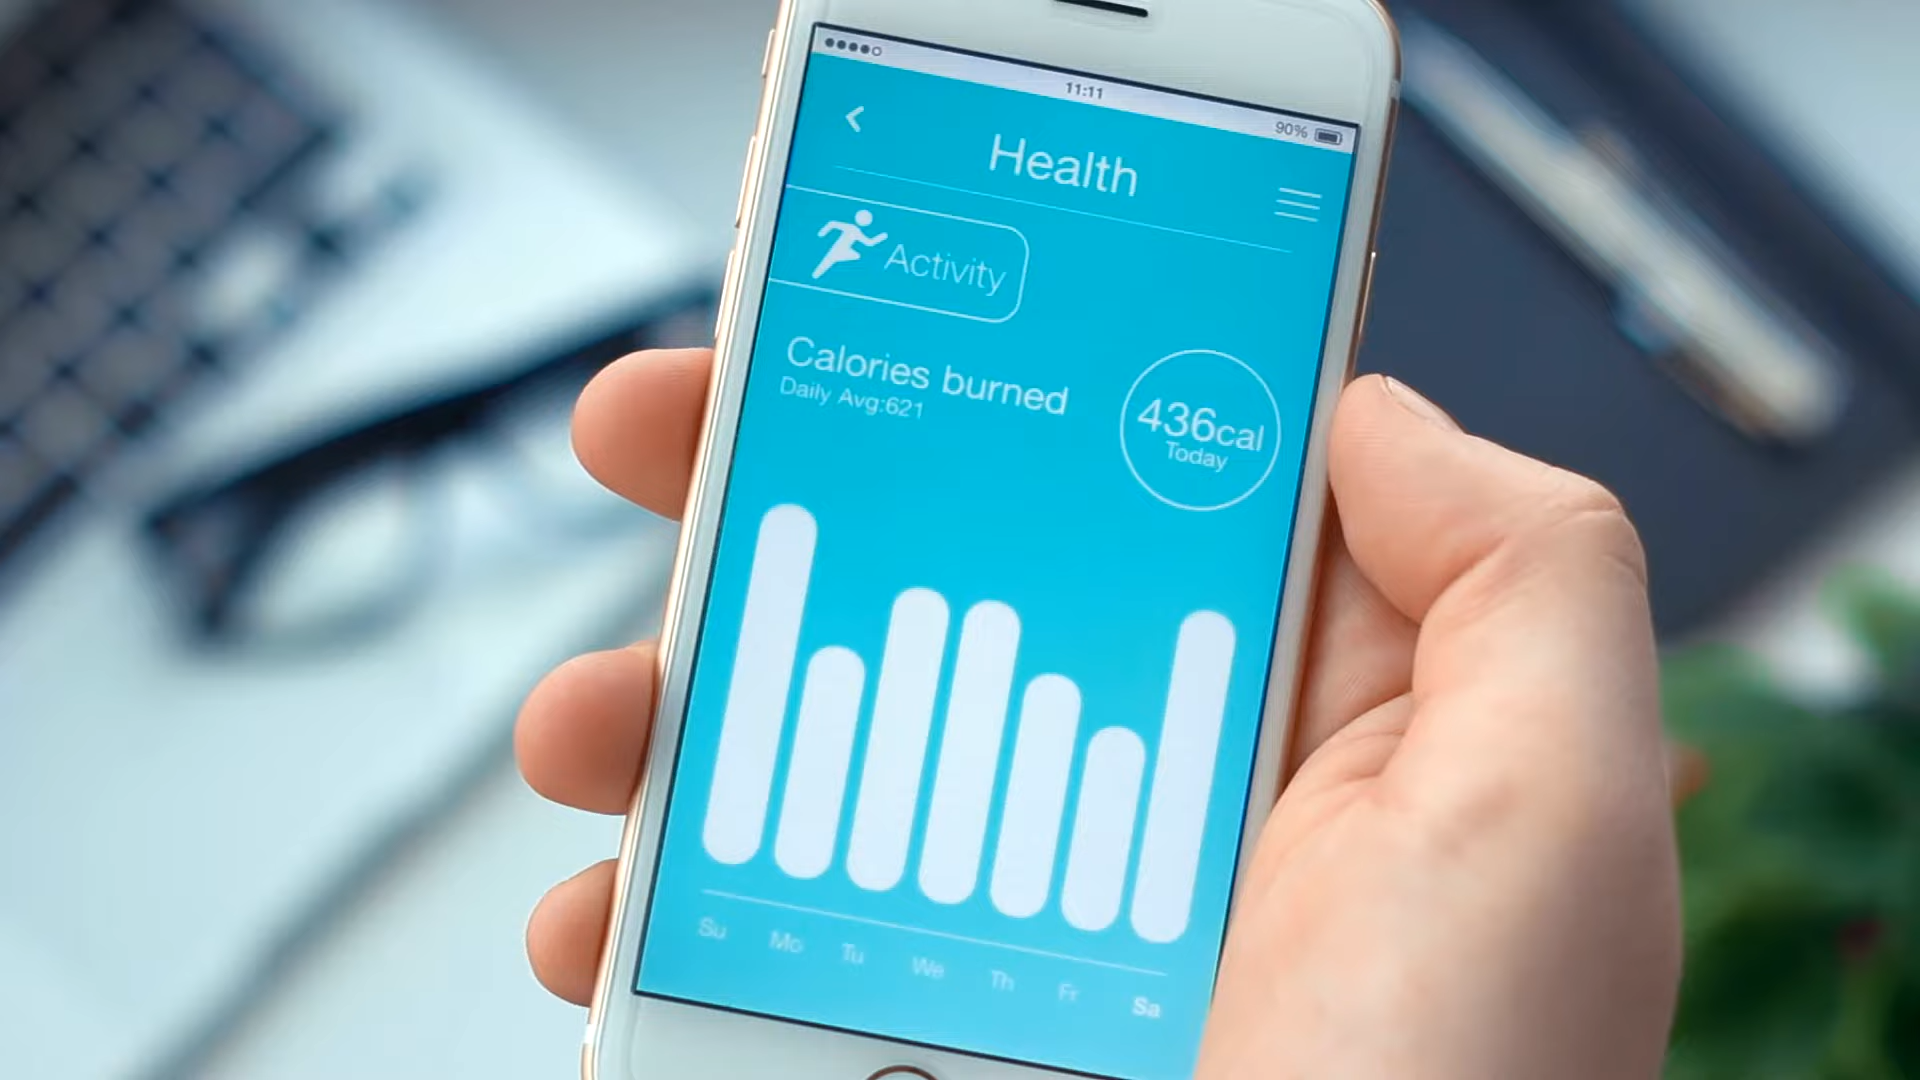 11:11
90%
Health
Activity
Calories burned
Daily Avg:621
436cal
Today
Su Mo Tu We Th Fr Sa